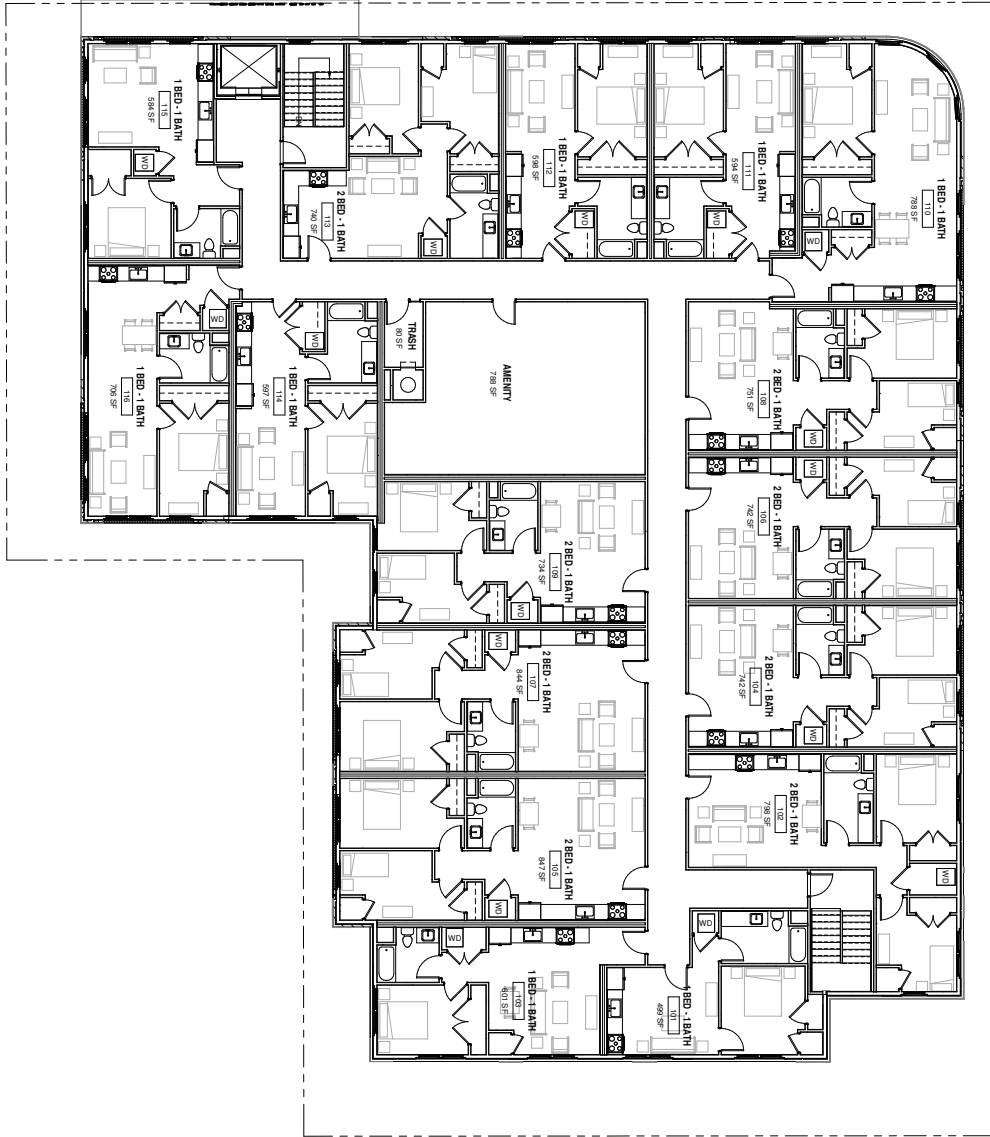 1 BED - 1 BATH
115
584 SF
WD
DN
2 BED - 1 BATH
113
740 SF
WD
1 BED - 1 BATH
112
598 SF
WD
1 BED - 1 BATH
111
594 SF
WD
1 BED - 1 BATH
110
788 SF
WD
1 BED - 1 BATH
116
706 SF
WD
1 BED - 1 BATH
114
597 SF
WD
TRASH
80 SF
AMENITY
788 SF
2 BED - 1 BATH
108
751 SF
WD
2 BED - 1 BATH
106
742 SF
WD
2 BED - 1 BATH
109
734 SF
WD
2 BED - 1 BATH
104
742 SF
WD
2 BED - 1 BATH
107
844 SF
WD
2 BED - 1 BATH
102
798 SF
WD
2 BED - 1 BATH
105
847 SF
WD
1 BED - 1 BATH
103
601 SF
WD
1 BED - 1 BATH
101
499 SF
WD